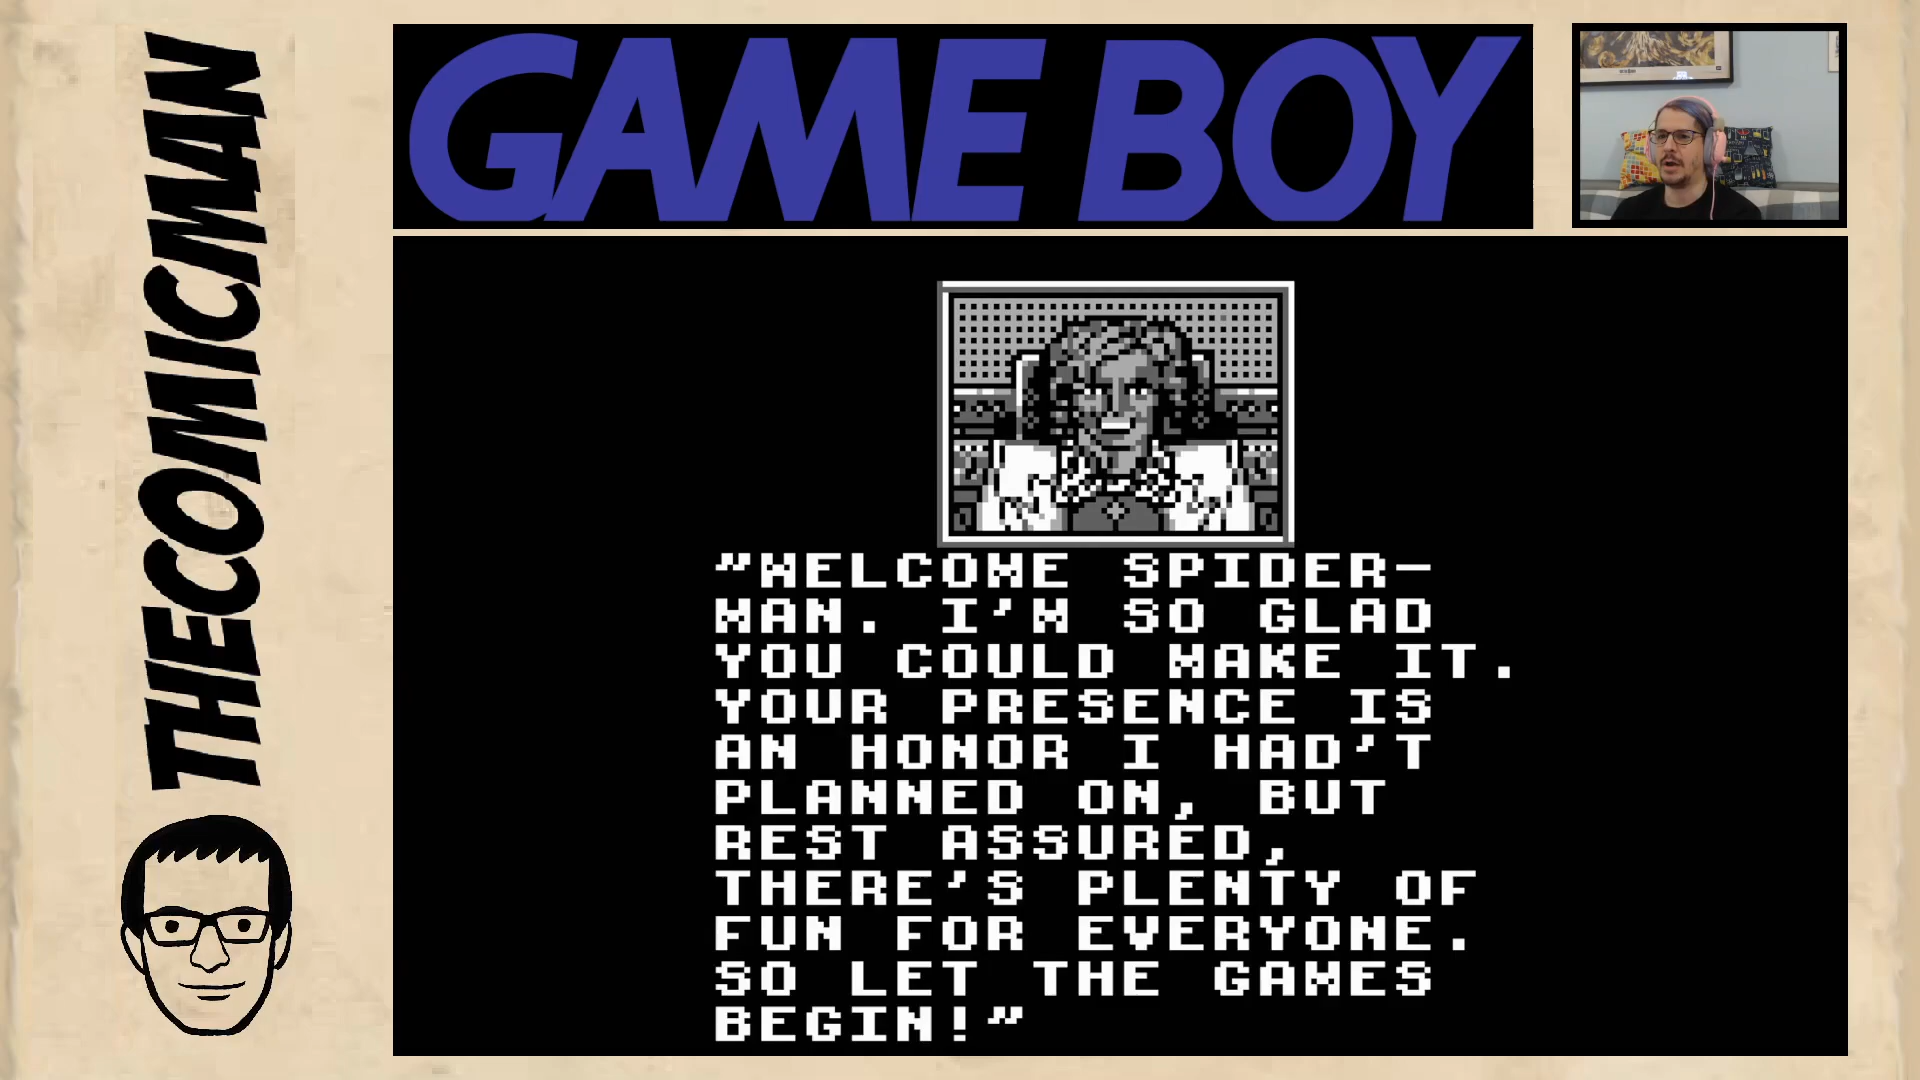 THECOMICMAN
GAME BOY
"WELCOME SPIDER-
MAN. I'M SO GLAD
YOU COULD MAKE IT.
YOUR PRESENCE IS
AN HONOR I HAD'T
PLANNED ON, BUT
REST ASSURED,
THERE'S PLENTY OF
FUN FOR EVERYONE.
SO LET THE GAMES
BEGIN!"